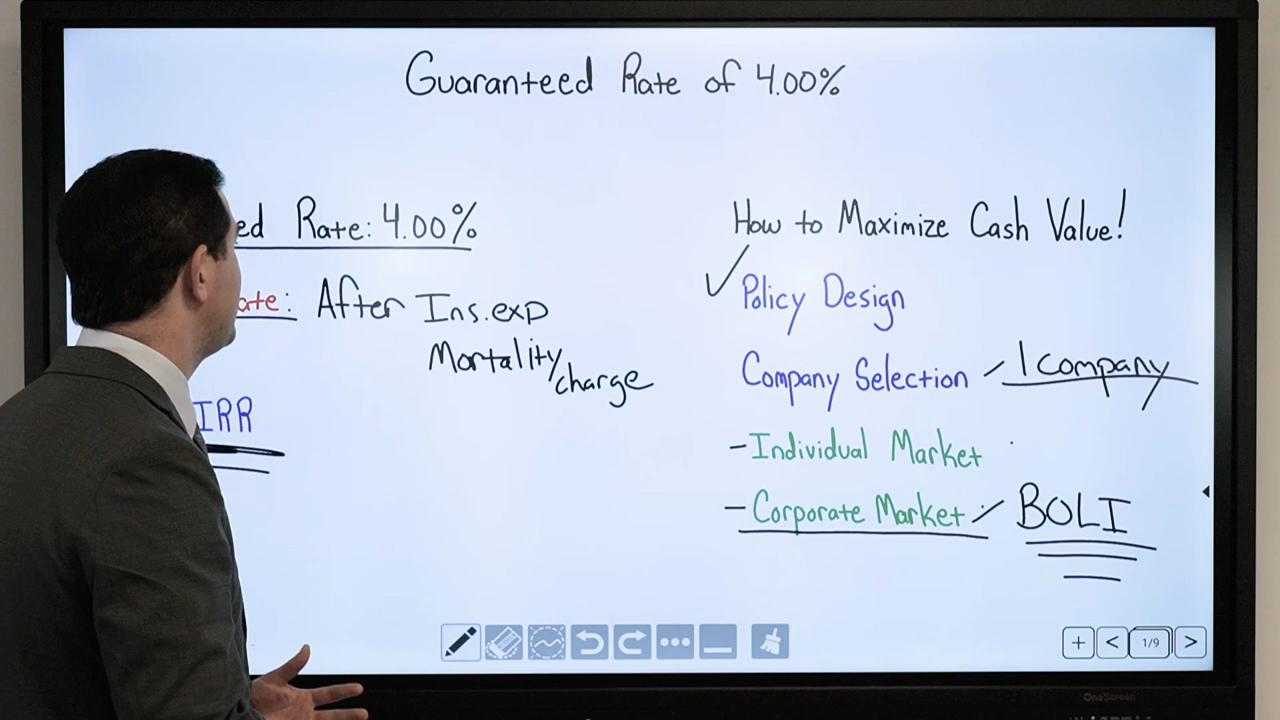 Guaranteed Rate of 4.00%
ed Rate: 4.00%
ate: After Ins.exp
Mortality/charge
IRR
How to Maximize Cash Value!
✓ Policy Design
Company Selection / 1 company
- Individual Market
- Corporate Market / BOLI
1/9
OneScreen